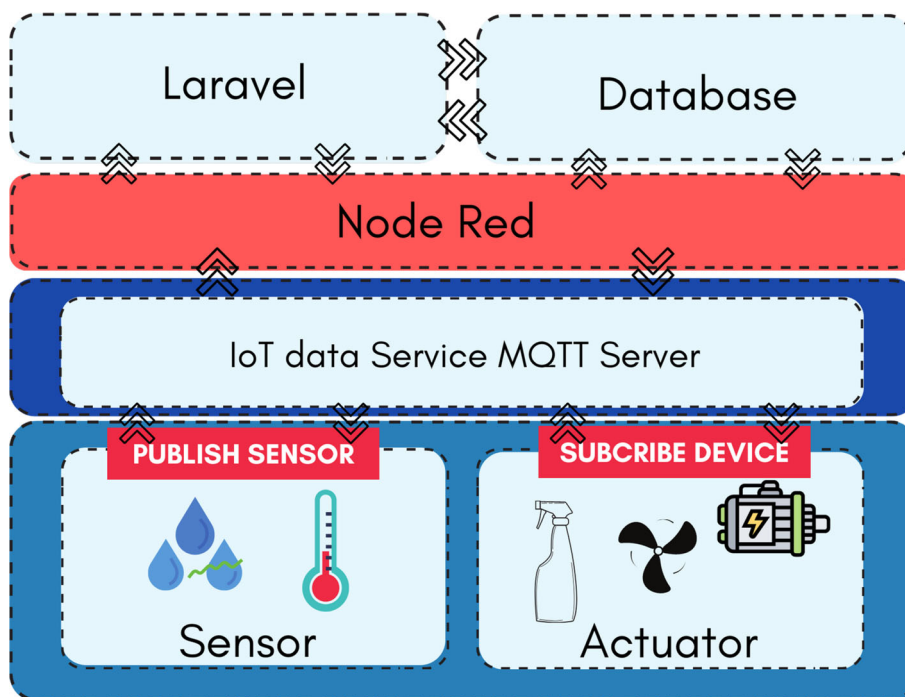 Laravel
Database
Node Red
IoT data Service MQTT Server
PUBLISH SENSOR
SUBCRIBE DEVICE
Sensor
Actuator